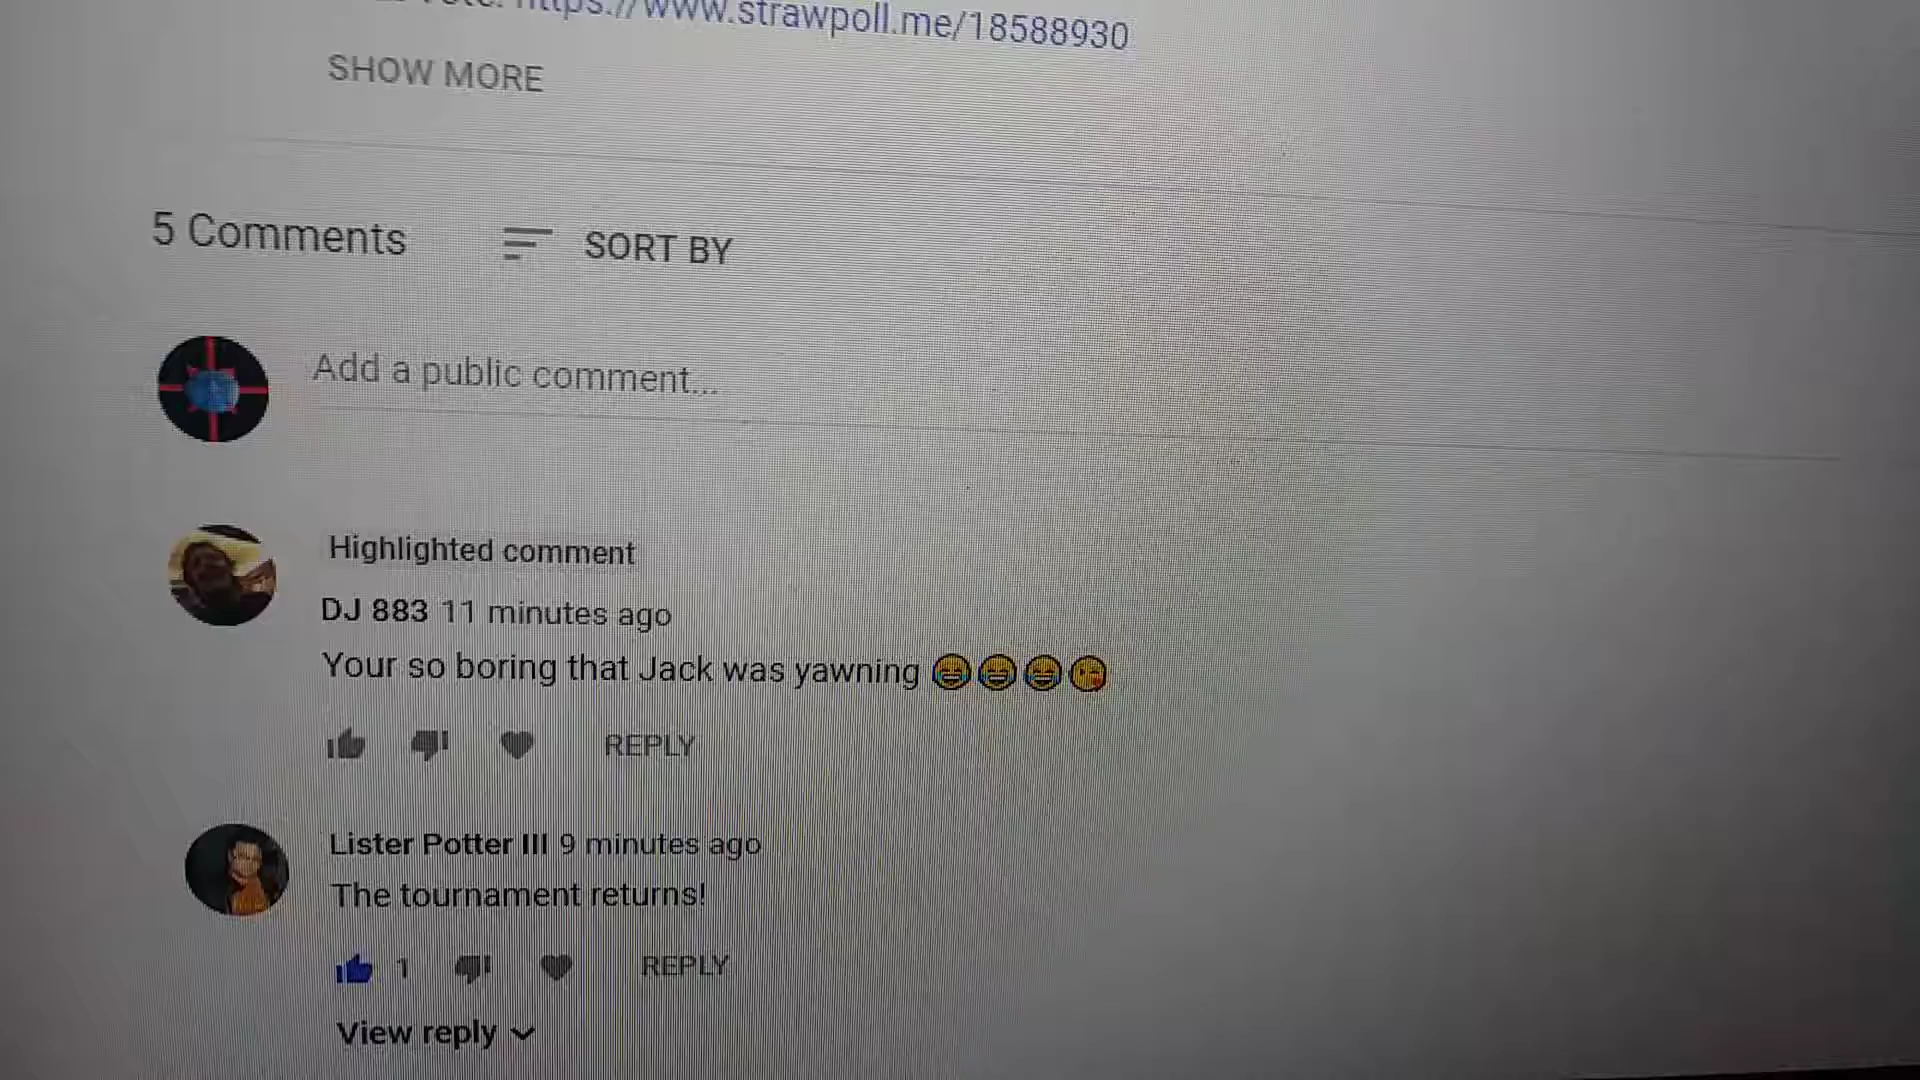 https://www.strawpoll.me/18588930
SHOW MORE
5 Comments
SORT BY
Add a public comment...
Highlighted comment
DJ 883 11 minutes ago
Your so boring that Jack was yawning 😂😂😂😘
REPLY
Lister Potter III 9 minutes ago
The tournament returns!
1
REPLY
View reply